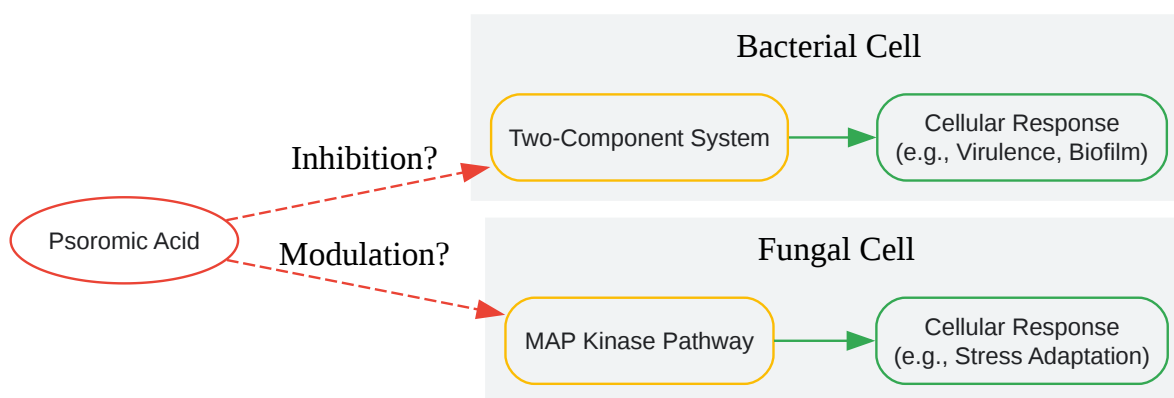 Bacterial Cell
Two-Component System
Cellular Response
(e.g., Virulence, Biofilm)
Inhibition?
Psoromic Acid
Modulation?
Fungal Cell
MAP Kinase Pathway
Cellular Response
(e.g., Stress Adaptation)